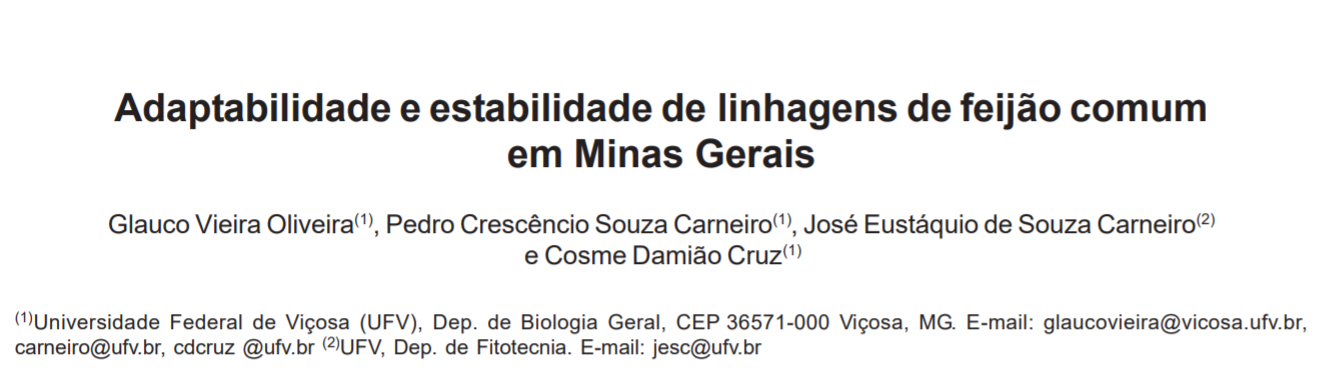 Adaptabilidade e estabilidade de linhagens de feijão comum
em Minas Gerais
Glauco Vieira Oliveira(1), Pedro Crescêncio Souza Carneiro(1), José Eustáquio de Souza Carneiro(2)
e Cosme Damião Cruz(1)
(1)Universidade Federal de Viçosa (UFV), Dep. de Biologia Geral, CEP 36571-000 Viçosa, MG. E-mail: glaucovieira@vicosa.ufv.br,
carneiro@ufv.br, cdcruz @ufv.br (2)UFV, Dep. de Fitotecnia. E-mail: jesc@ufv.br